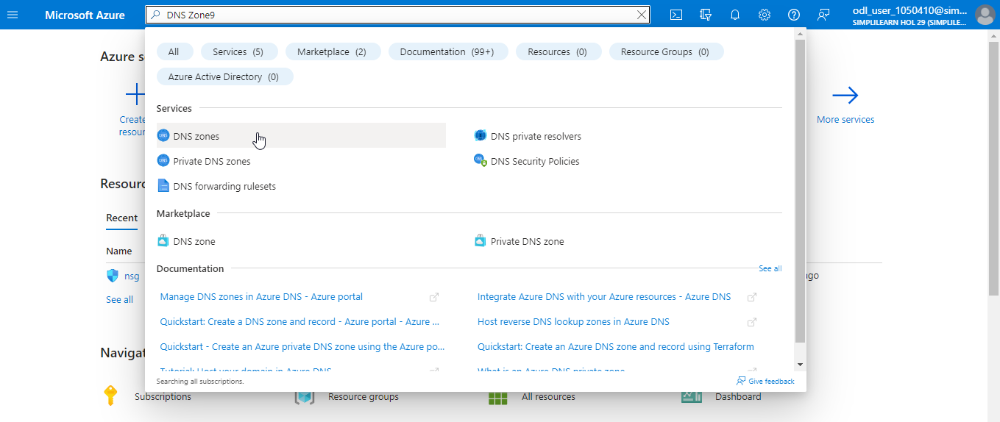 Microsoft Azure
DNS Zone9
odl_user_1050410@sim...
SIMPLILEARN HOL 29 (SIMPLILE...
Azure s
Create
resour
More services
Resourc
Recent
Name
nsg
See all
ago
Navigat
Subscriptions
Resource groups
All resources
Dashboard
All
Services (5)
Marketplace (2)
Documentation (99+)
Resources (0)
Resource Groups (0)
Azure Active Directory (0)
Services
DNS zones
DNS private resolvers
Private DNS zones
DNS Security Policies
DNS forwarding rulesets
Marketplace
DNS zone
Private DNS zone
Documentation
See all
Manage DNS zones in Azure DNS - Azure portal
Integrate Azure DNS with your Azure resources - Azure DNS
Quickstart: Create a DNS zone and record - Azure portal - Azure ...
Host reverse DNS lookup zones in Azure DNS
Quickstart - Create an Azure private DNS zone using the Azure po...
Quickstart: Create an Azure DNS zone and record using Terraform
Tutorial: Host your domain in Azure DNS
What is an Azure DNS private zone
Searching all subscriptions.
Give feedback